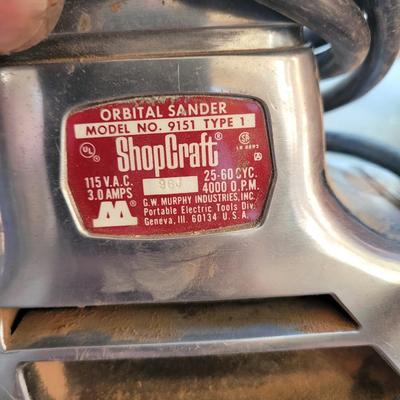 ORBITAL SANDER
MODEL NO. 9151 TYPE 1
UL
ShopCraft
115 V.A.C.
3.0 AMPS
25-60 CYC.
4000 O.P.M.
G.W. MURPHY INDUSTRIES, INC.
Portable Electric Tools Div.
Geneva, Ill. 60134 U.S.A.